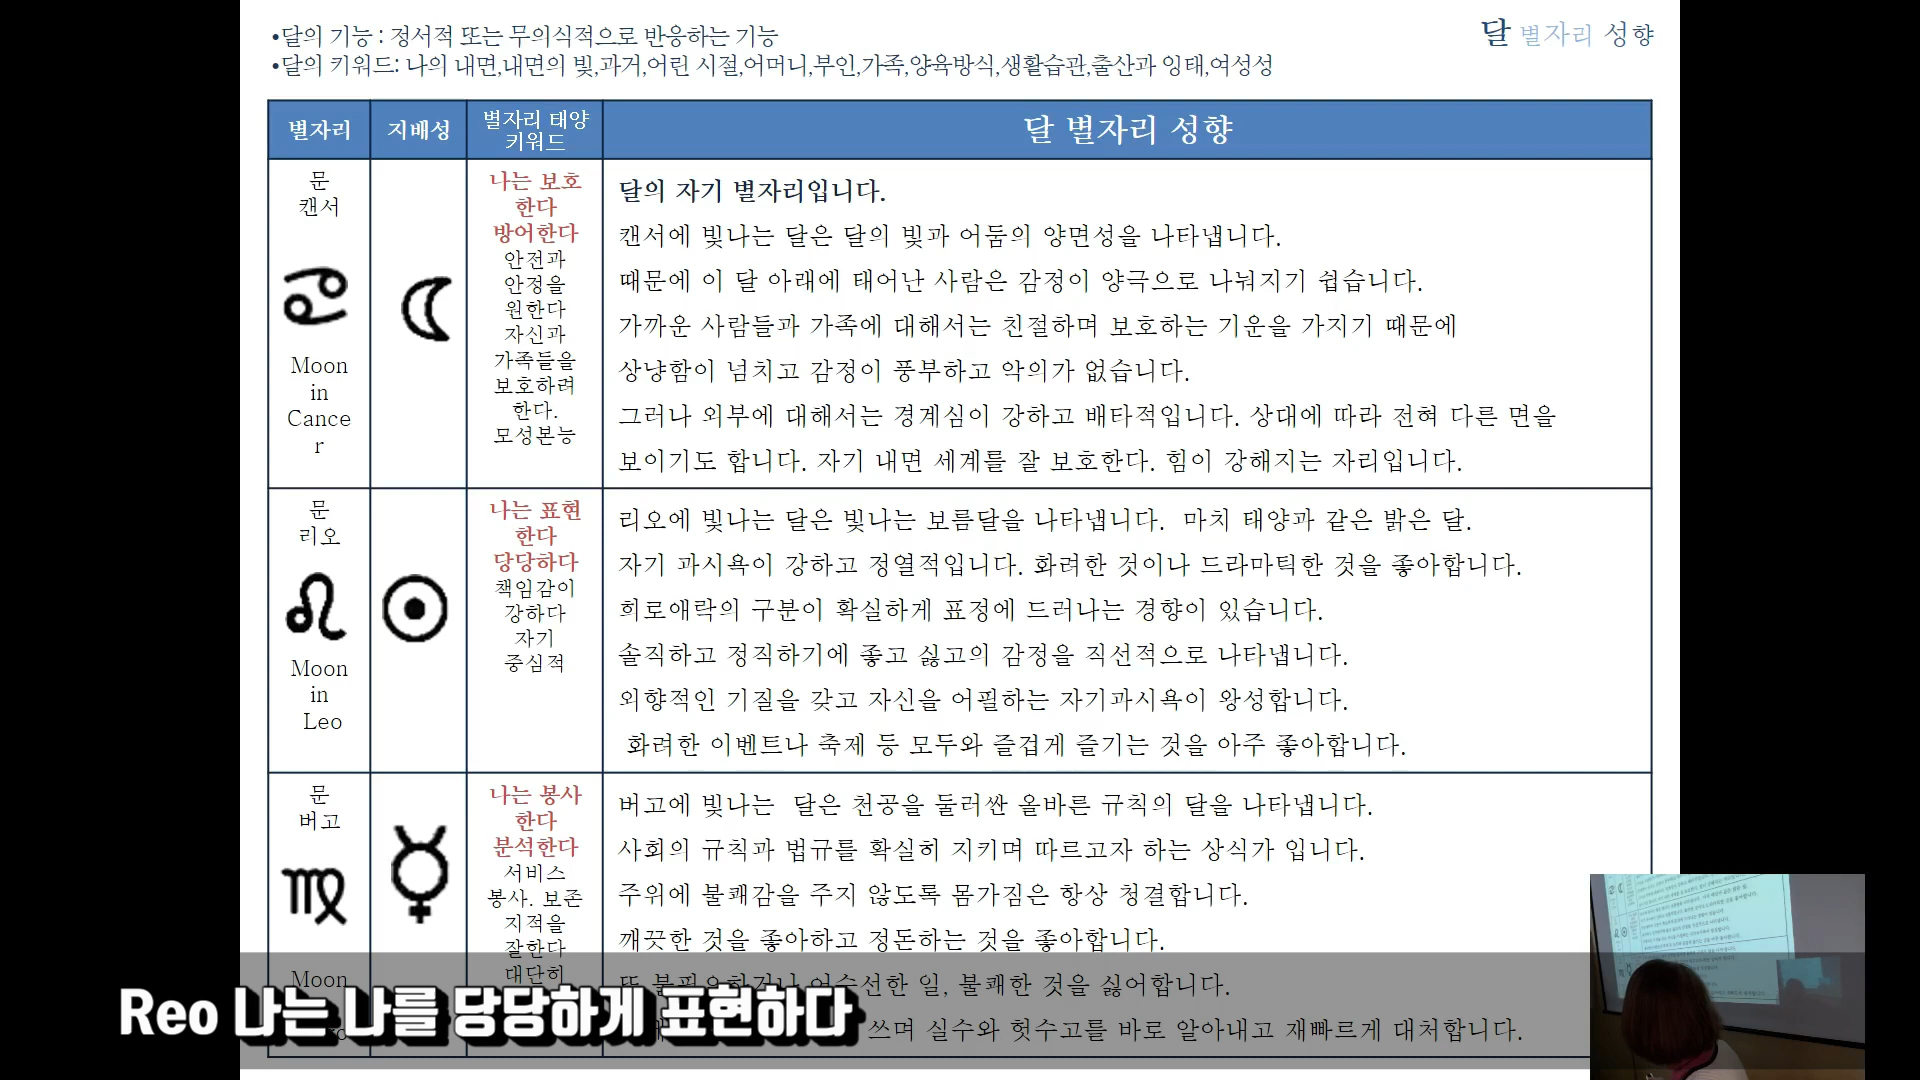 •달의 기능 : 정서적 또는 무의식적으로 반응하는 기능
•달의 키워드: 나의 내면,내면의 빛,과거,어린 시절,어머니,부인,가족,양육방식,생활습관,출산과 잉태,여성성
달 별자리 성향
별자리
지배성
별자리 태양
키워드
달 별자리 성향
문
캔서
Moon
in
Cance
r
나는 보호
한다
방어한다
안전과
안정을
원한다
자신과
가족들을
보호하려
한다.
모성본능
달의 자기 별자리입니다.
캔서에 빛나는 달은 달의 빛과 어둠의 양면성을 나타냅니다.
때문에 이 달 아래에 태어난 사람은 감정이 양극으로 나눠지기 쉽습니다.
가까운 사람들과 가족에 대해서는 친절하며 보호하는 기운을 가지기 때문에
상냥함이 넘치고 감정이 풍부하고 악의가 없습니다.
그러나 외부에 대해서는 경계심이 강하고 배타적입니다. 상대에 따라 전혀 다른 면을
보이기도 합니다. 자기 내면 세계를 잘 보호한다. 힘이 강해지는 자리입니다.
문
리오
Moon
in
Leo
나는 표현
한다
당당하다
책임감이
강하다
자기
중심적
리오에 빛나는 달은 빛나는 보름달을 나타냅니다. 마치 태양과 같은 밝은 달.
자기 과시욕이 강하고 정열적입니다. 화려한 것이나 드라마틱한 것을 좋아합니다.
희로애락의 구분이 확실하게 표정에 드러나는 경향이 있습니다.
솔직하고 정직하기에 좋고 싫고의 감정을 직선적으로 나타냅니다.
외향적인 기질을 갖고 자신을 어필하는 자기과시욕이 왕성합니다.
화려한 이벤트나 축제 등 모두와 즐겁게 즐기는 것을 아주 좋아합니다.
문
버고
Moon
나는 봉사
한다
분석한다
서비스
봉사. 보존
지적을
잘한다
대단히
버고에 빛나는 달은 천공을 둘러싼 올바른 규칙의 달을 나타냅니다.
사회의 규칙과 법규를 확실히 지키며 따르고자 하는 상식가 입니다.
주위에 불쾌감을 주지 않도록 몸가짐은 항상 청결합니다.
깨끗한 것을 좋아하고 정돈하는 것을 좋아합니다.
또 불필요하거나 어수선한 일, 불쾌한 것을 싫어합니다.
쓰며 실수와 헛수고를 바로 알아내고 재빠르게 대처합니다.
Reo 나는 나를 당당하게 표현하다